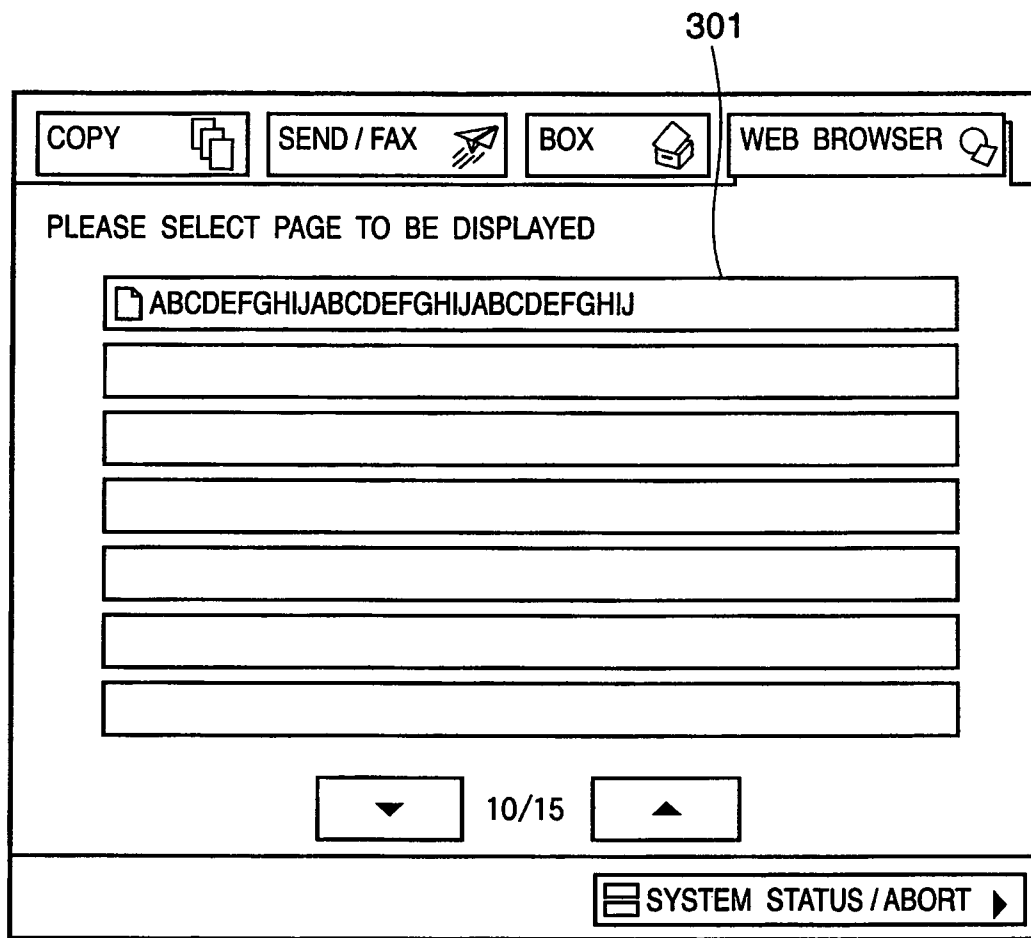 301
COPY SEND / FAX BOX WEB BROWSER
PLEASE SELECT PAGE TO BE DISPLAYED
ABCDEFGHIJABCDEFGHIJABCDEFGHIJ
10/15
SYSTEM STATUS / ABORT